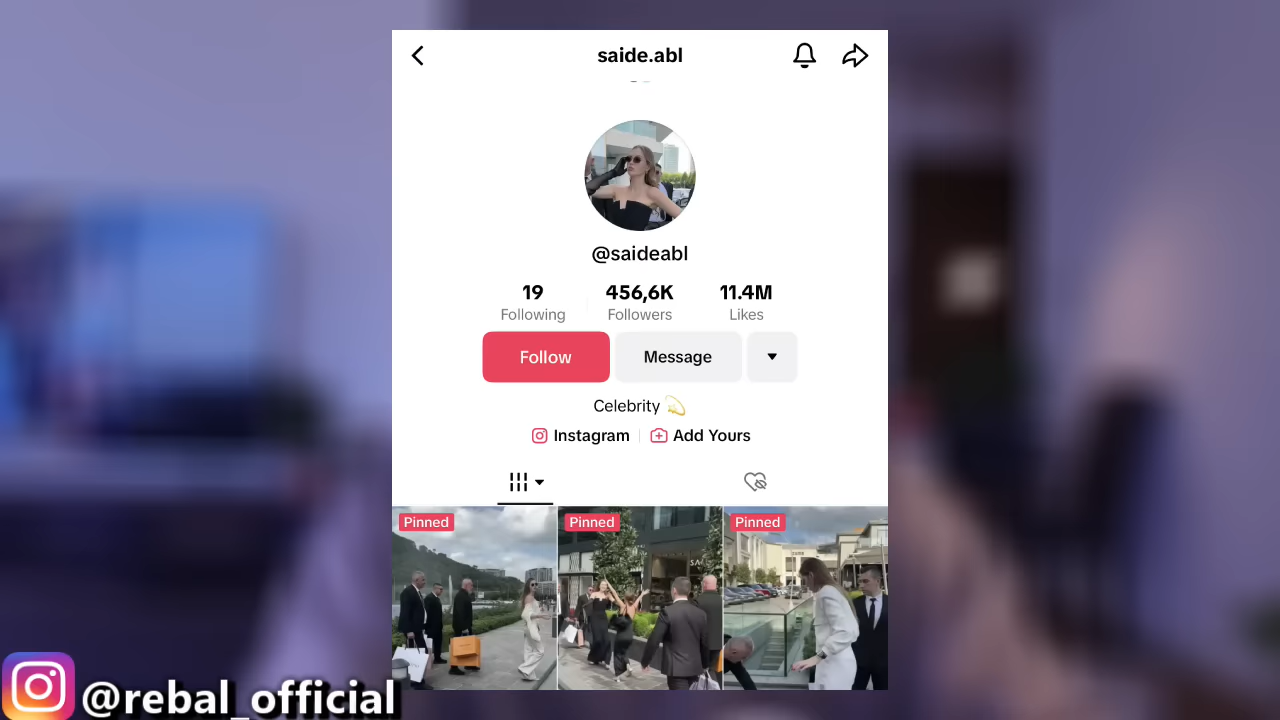 saide.abl
@saideabl
19 456,6K 11.4M
Following Followers Likes
Follow Message
Celebrity 💫
Instagram Add Yours
Pinned Pinned Pinned
@rebal_official